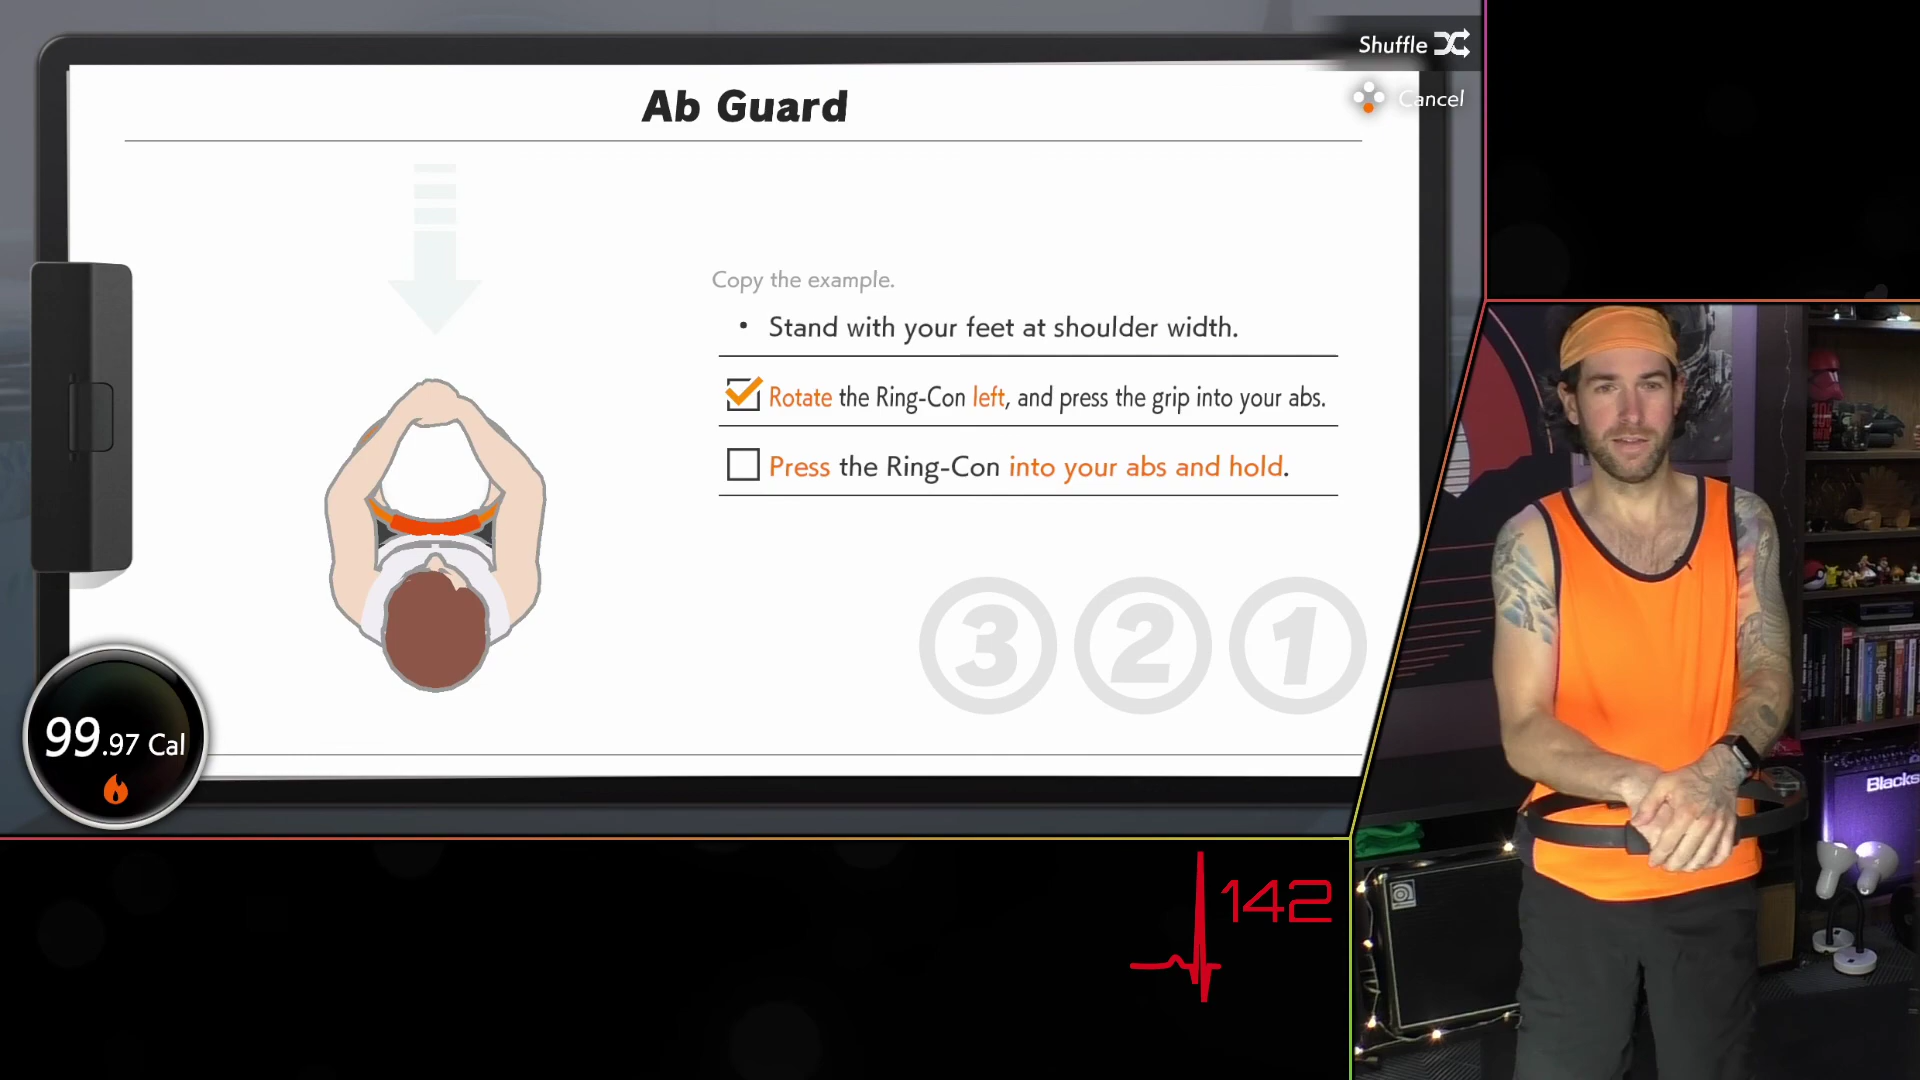 Shuffle
Ab Guard
Cancel
Copy the example.
• Stand with your feet at shoulder width.
Rotate the Ring-Con left, and press the grip into your abs.
Press the Ring-Con into your abs and hold.
3 2 1
99.97 Cal
Blacks
142